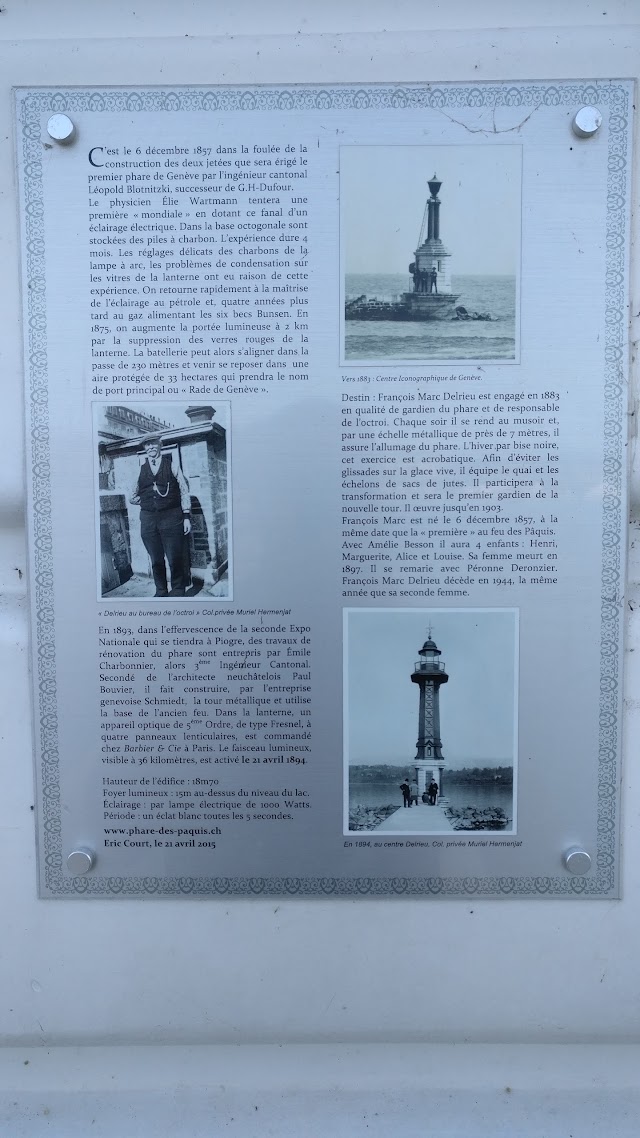 C'est le 6 décembre 1857 dans la foulée de la
construction des deux jetées que sera érigé le
premier phare de Genève par l'ingénieur cantonal
Léopold Blotnitzki, successeur de G.H-Dufour.
Le physicien Élie Wartmann tentera une
première « mondiale » en dotant ce fanal d'un
éclairage électrique. Dans la base octogonale sont
stockées des piles à charbon. L'expérience dure 4
mois. Les réglages délicats des charbons de la
lampe à arc, les problèmes de condensation sur
les vitres de la lanterne ont eu raison de cette
expérience. On retourne rapidement à la maîtrise
de l'éclairage au pétrole et, quatre années plus
tard au gaz alimentant les six becs Bunsen. En
1875, on augmente la portée lumineuse à 2 km
par la suppression des verres rouges de la
lanterne. La batellerie peut alors s'aligner dans la
passe de 230 mètres et venir se reposer dans une
aire protégée de 33 hectares qui prendra le nom
de port principal ou « Rade de Genève ».
« Delrieu au bureau de l'octroi » Col.privée Muriel Hermenjat
En 1893, dans l'effervescence de la seconde Expo
Nationale qui se tiendra à Piogre, des travaux de
rénovation du phare sont entrepris par Émile
Charbonnier, alors 3ème Ingénieur Cantonal.
Secondé de l'architecte neuchâtelois Paul
Bouvier, il fait construire, par l'entreprise
genevoise Schmiedt, la tour métallique et utilise
la base de l'ancien feu. Dans la lanterne, un
appareil optique de 5ème Ordre, de type Fresnel, à
quatre panneaux lenticulaires, est commandé
chez Barbier & Cie à Paris. Le faisceau lumineux,
visible à 36 kilomètres, est activé le 21 avril 1894.
Hauteur de l'édifice : 18m70
Foyer lumineux : 15m au-dessus du niveau du lac.
Éclairage : par lampe électrique de 1000 Watts.
Période : un éclat blanc toutes les 5 secondes.
www.phare-des-paquis.ch
Eric Court, le 21 avril 2015
Vers 1883 : Centre Iconographique de Genève.
Destin : François Marc Delrieu est engagé en 1883
en qualité de gardien du phare et de responsable
de l'octroi. Chaque soir il se rend au musoir et,
par une échelle métallique de près de 7 mètres, il
assure l'allumage du phare. L'hiver par bise noire,
cet exercice est acrobatique. Afin d'éviter les
glissades sur la glace vive, il équipe le quai et les
échelons de sacs de jutes. Il participera à la
transformation et sera le premier gardien de la
nouvelle tour. Il œuvre jusqu'en 1903.
François Marc est né le 6 décembre 1857, à la
même date que la « première » au feu des Pâquis.
Avec Amélie Besson il aura 4 enfants : Henri,
Marguerite, Alice et Louise. Sa femme meurt en
1897. Il se remarie avec Péronne Deronzier.
François Marc Delrieu décède en 1944, la même
année que sa seconde femme.
En 1894, au centre Delrieu, Col. privée Muriel Hermenjat